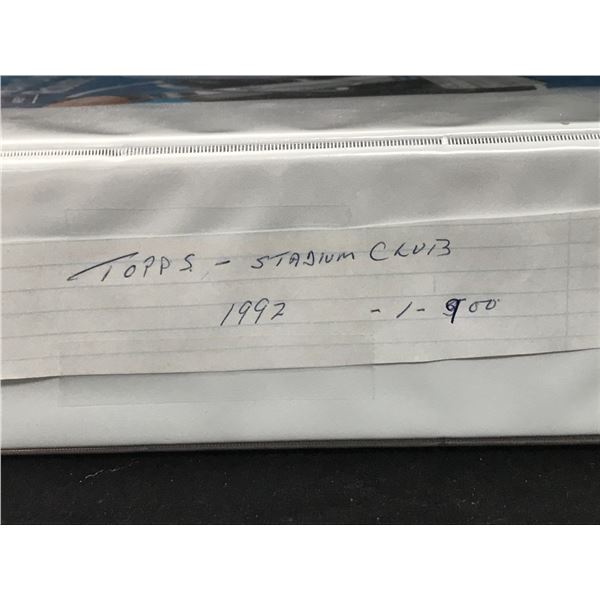 TOPPS - STADIUM CLUB
1992 - 1 - 900